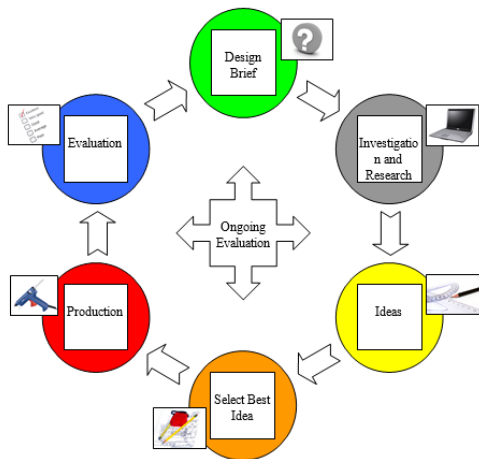 Design
Brief
Investigatio
n and
Research
Ideas
Select Best
Idea
Production
Evaluation
Ongoing
Evaluation